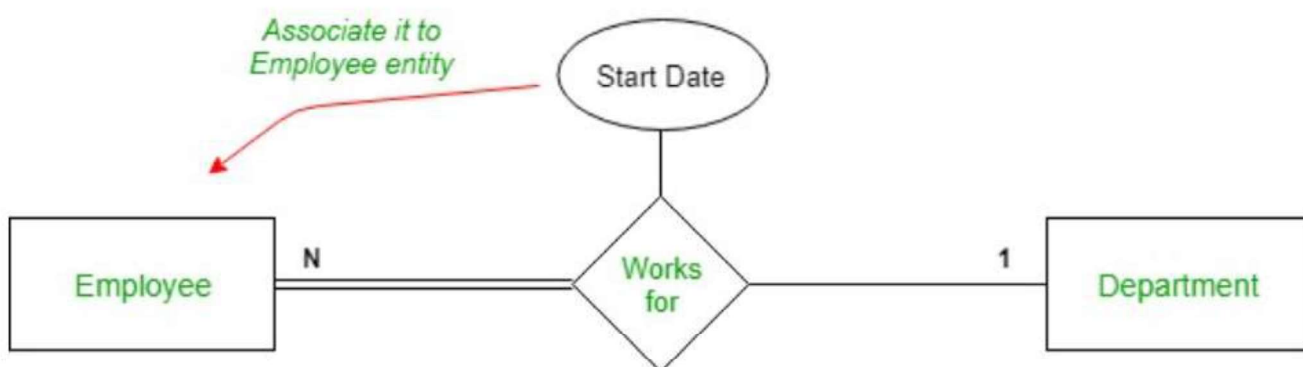 Associate it to
Employee entity
Start Date
Employee
N
Works
for
1
Department